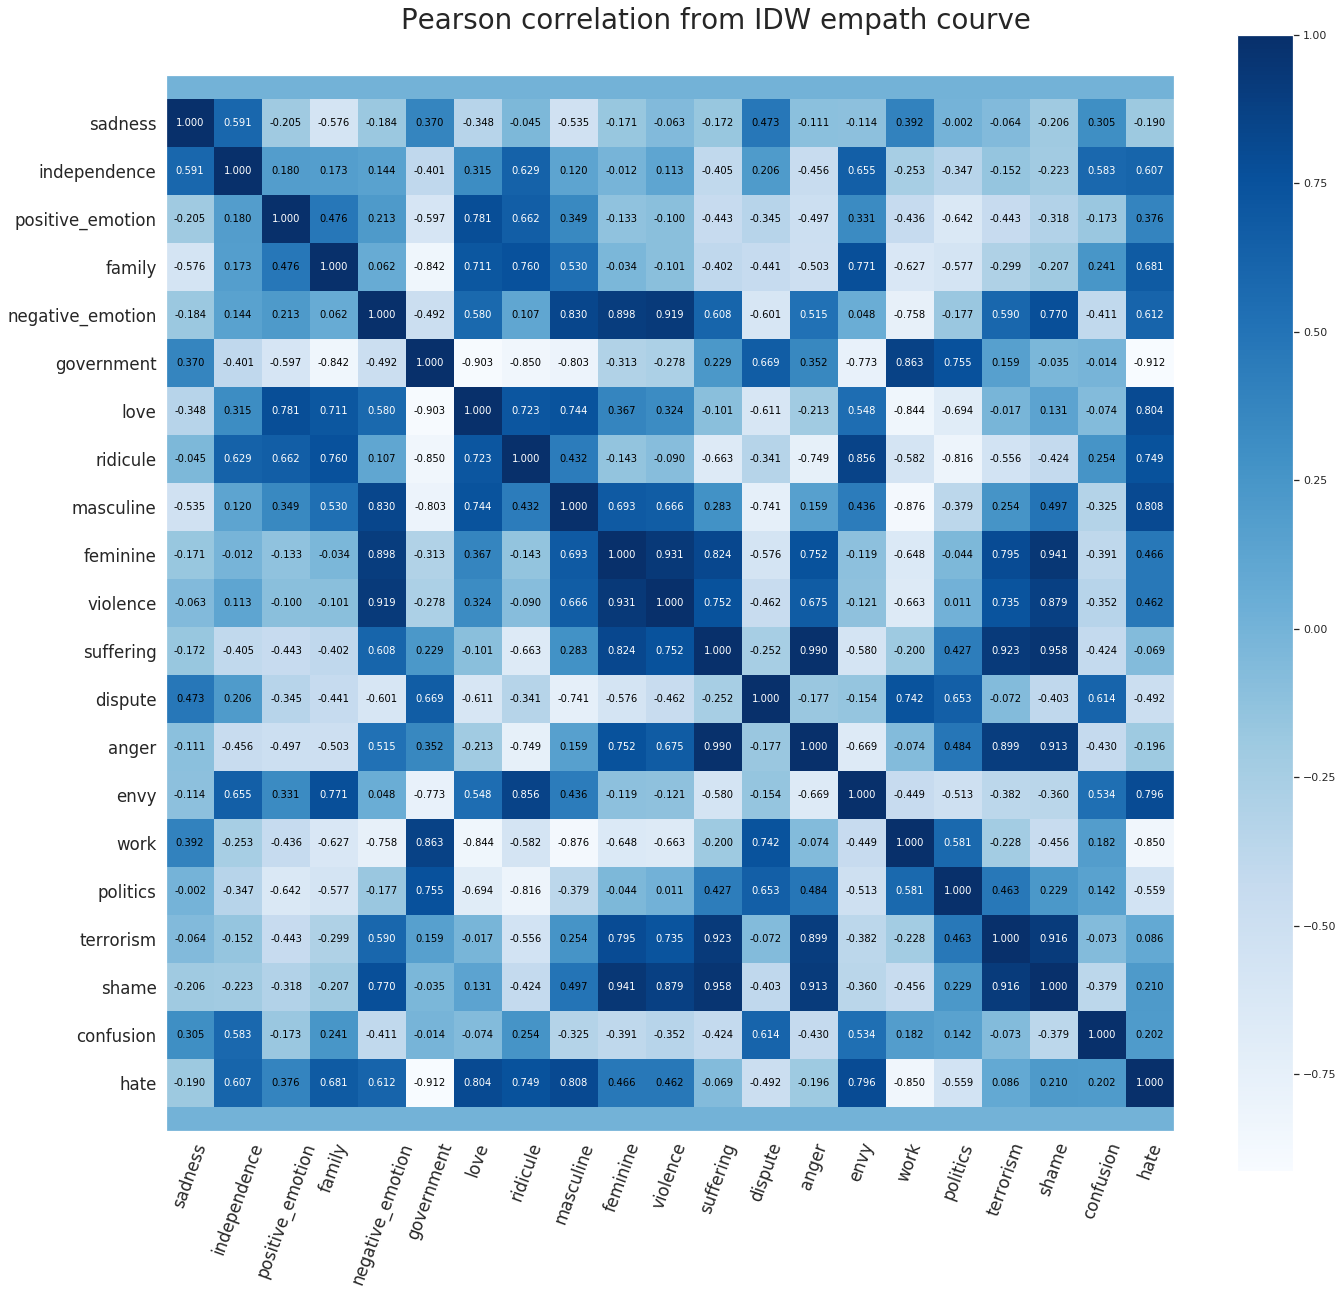 Pearson correlation from IDW empath courve
sadness 1.000 0.591 -0.205 -0.576 -0.184 0.370 -0.348 -0.045 -0.535 -0.171 -0.063 -0.172 0.473 -0.111 -0.114 0.392 -0.002 -0.064 -0.206 0.305 -0.190
independence 0.591 1.000 0.180 0.173 0.144 -0.401 0.315 0.629 0.120 -0.012 0.113 -0.405 0.206 -0.456 0.655 -0.253 -0.347 -0.152 -0.223 0.583 0.607
positive_emotion -0.205 0.180 1.000 0.476 0.213 -0.597 0.781 0.662 0.349 -0.133 -0.100 -0.443 -0.345 -0.497 0.331 -0.436 -0.642 -0.443 -0.318 -0.173 0.376
family -0.576 0.173 0.476 1.000 0.062 -0.842 0.711 0.760 0.530 -0.034 -0.101 -0.402 -0.441 -0.503 0.771 -0.627 -0.577 -0.299 -0.207 0.241 0.681
negative_emotion -0.184 0.144 0.213 0.062 1.000 -0.492 0.580 0.107 0.830 0.898 0.919 0.608 -0.601 0.515 0.048 -0.758 -0.177 0.590 0.770 -0.411 0.612
government 0.370 -0.401 -0.597 -0.842 -0.492 1.000 -0.903 -0.850 -0.803 -0.313 -0.278 0.229 0.669 0.352 -0.773 0.863 0.755 0.159 -0.035 -0.014 -0.912
love -0.348 0.315 0.781 0.711 0.580 -0.903 1.000 0.723 0.744 0.367 0.324 -0.101 -0.611 -0.213 0.548 -0.844 -0.694 -0.017 0.131 -0.074 0.804
ridicule -0.045 0.629 0.662 0.760 0.107 -0.850 0.723 1.000 0.432 -0.143 -0.090 -0.663 -0.341 -0.749 0.856 -0.582 -0.816 -0.556 -0.424 0.254 0.749
masculine -0.535 0.120 0.349 0.530 0.830 -0.803 0.744 0.432 1.000 0.693 0.666 0.283 -0.741 0.159 0.436 -0.876 -0.379 0.254 0.497 -0.325 0.808
feminine -0.171 -0.012 -0.133 -0.034 0.898 -0.313 0.367 -0.143 0.693 1.000 0.931 0.824 -0.576 0.752 -0.119 -0.648 -0.044 0.795 0.941 -0.391 0.466
violence -0.063 0.113 -0.100 -0.101 0.919 -0.278 0.324 -0.090 0.666 0.931 1.000 0.752 -0.462 0.675 -0.121 -0.663 0.011 0.735 0.879 -0.352 0.462
suffering -0.172 -0.405 -0.443 -0.402 0.608 0.229 -0.101 -0.663 0.283 0.824 0.752 1.000 -0.252 0.990 -0.580 -0.200 0.427 0.923 0.958 -0.424 -0.069
dispute 0.473 0.206 -0.345 -0.441 -0.601 0.669 -0.611 -0.341 -0.741 -0.576 -0.462 -0.252 1.000 -0.177 -0.154 0.742 0.653 -0.072 -0.403 0.614 -0.492
anger -0.111 -0.456 -0.497 -0.503 0.515 0.352 -0.213 -0.749 0.159 0.752 0.675 0.990 -0.177 1.000 -0.669 -0.074 0.484 0.899 0.913 -0.430 -0.196
envy -0.114 0.655 0.331 0.771 0.048 -0.773 0.548 0.856 0.436 -0.119 -0.121 -0.580 -0.154 -0.669 1.000 -0.449 -0.513 -0.382 -0.360 0.534 0.796
work 0.392 -0.253 -0.436 -0.627 -0.758 0.863 -0.844 -0.582 -0.876 -0.648 -0.663 -0.200 0.742 -0.074 -0.449 1.000 0.581 -0.228 -0.456 0.182 -0.850
politics -0.002 -0.347 -0.642 -0.577 -0.177 0.755 -0.694 -0.816 -0.379 -0.044 0.011 0.427 0.653 0.484 -0.513 0.581 1.000 0.463 0.229 0.142 -0.559
terrorism -0.064 -0.152 -0.443 -0.299 0.590 0.159 -0.017 -0.556 0.254 0.795 0.735 0.923 -0.072 0.899 -0.382 -0.228 0.463 1.000 0.916 -0.073 0.086
shame -0.206 -0.223 -0.318 -0.207 0.770 -0.035 0.131 -0.424 0.497 0.941 0.879 0.958 -0.403 0.913 -0.360 -0.456 0.229 0.916 1.000 -0.379 0.210
confusion 0.305 0.583 -0.173 0.241 -0.411 -0.014 -0.074 0.254 -0.325 -0.391 -0.352 -0.424 0.614 -0.430 0.534 0.182 0.142 -0.073 -0.379 1.000 0.202
hate -0.190 0.607 0.376 0.681 0.612 -0.912 0.804 0.749 0.808 0.466 0.462 -0.069 -0.492 -0.196 0.796 -0.850 -0.559 0.086 0.210 0.202 1.000
sadness independence positive_emotion family negative_emotion government love ridicule masculine feminine violence suffering dispute anger envy work politics terrorism shame confusion hate
1.00
0.75
0.50
0.25
0.00
−0.25
−0.50
−0.75